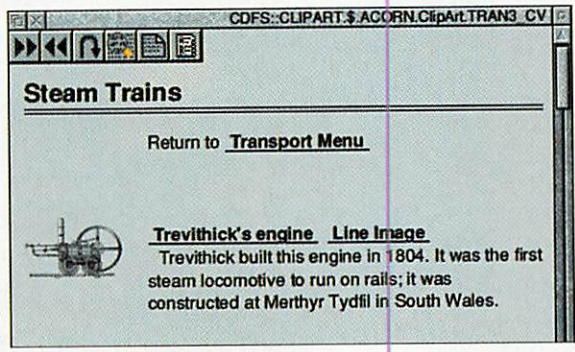 CDFS::CLIPART.$.ACORN.ClipArt.TRAN3_CV
Steam Trains
Return to Transport Menu
Trevithick's engine Line Image
Trevithick built this engine in 1804. It was the first
steam locomotive to run on rails; it was
constructed at Merthyr Tydfil in South Wales.